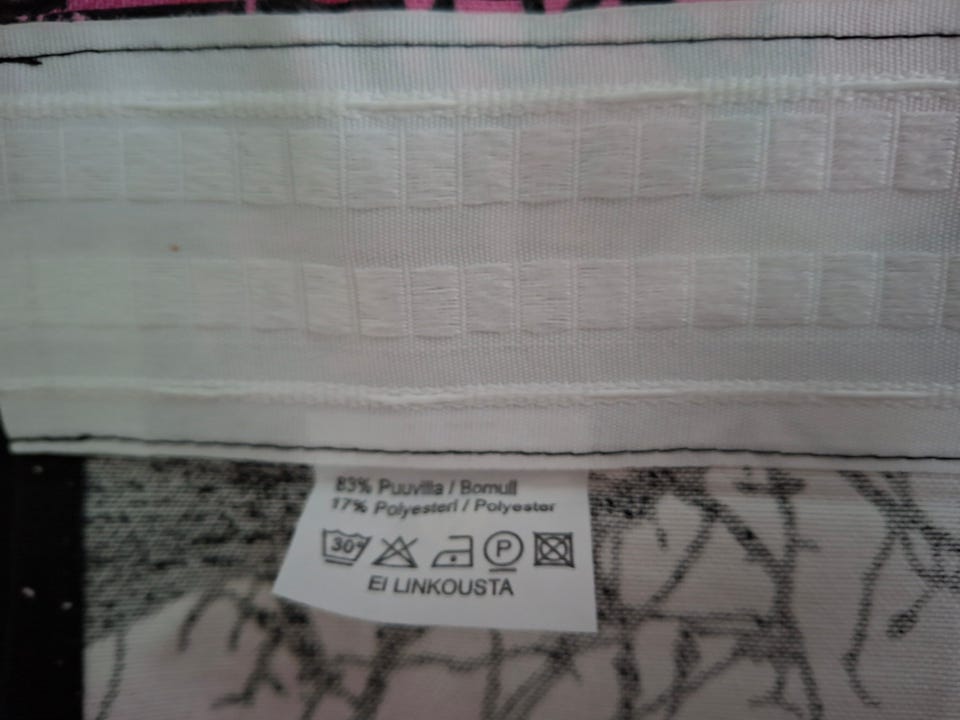 83% Puuvilla / Bomull
17% Polyesteri / Polyester
30° P
EI LINKOUSTA